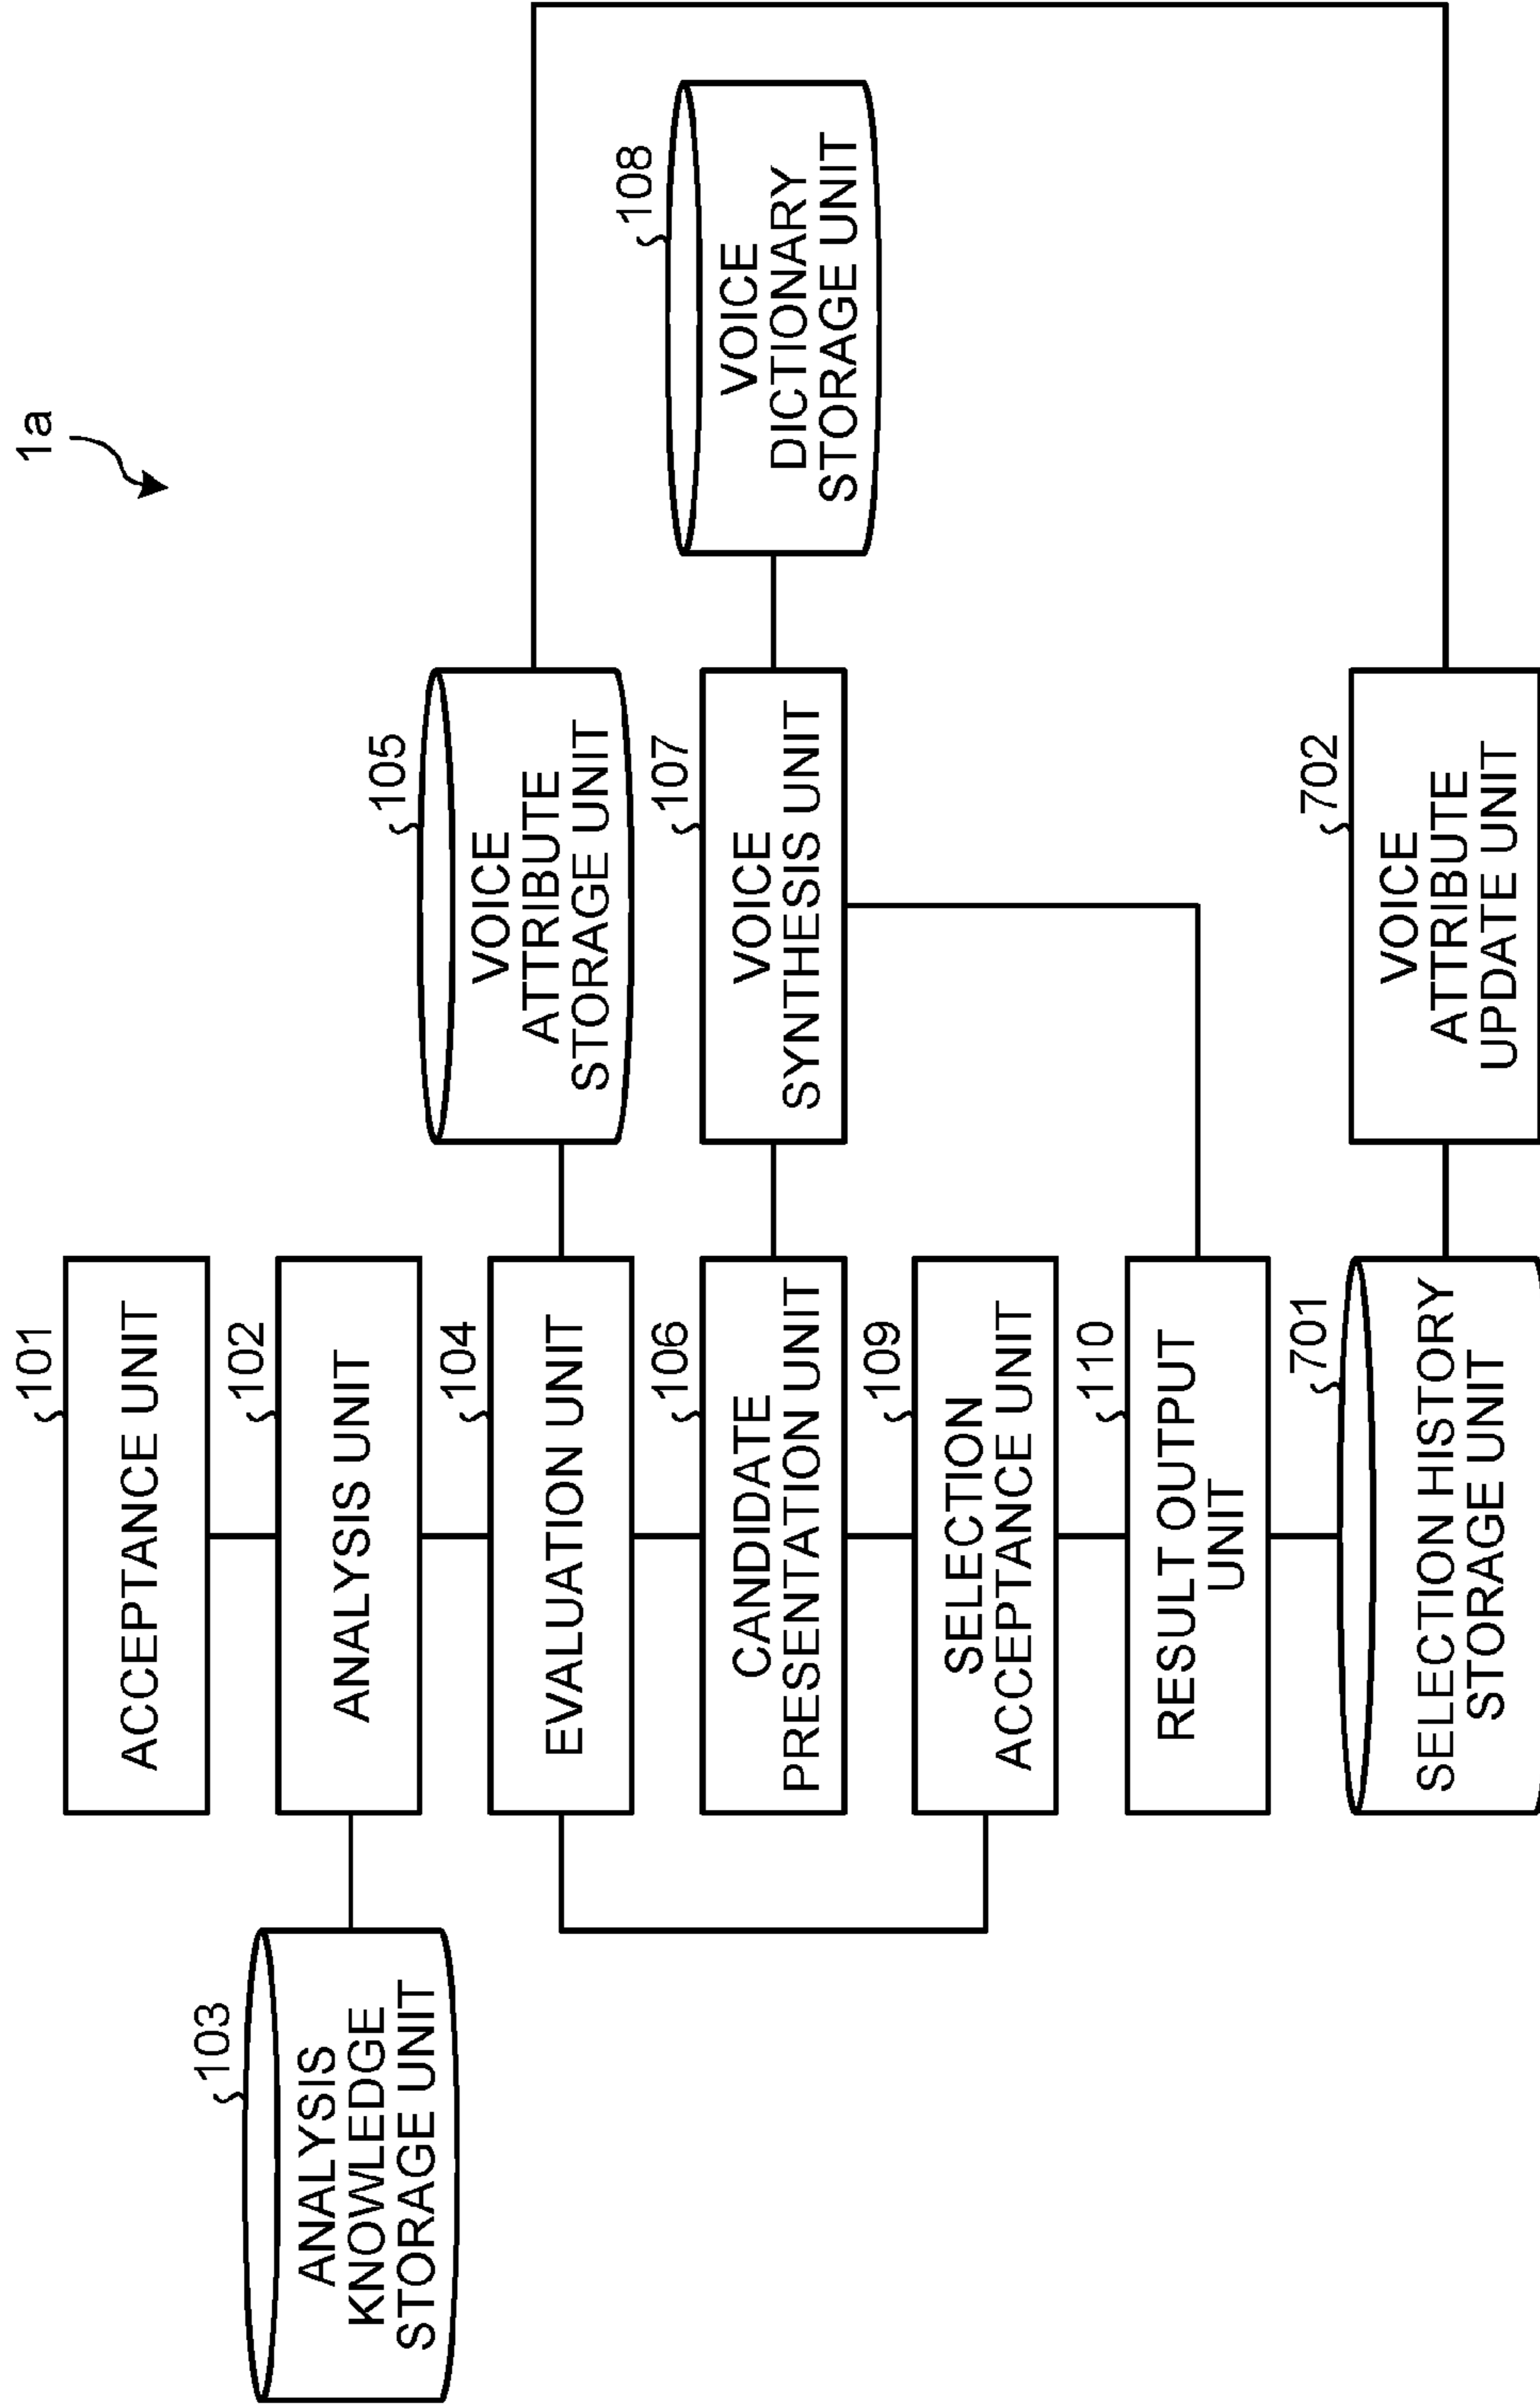 1a
101
ACCEPTANCE UNIT
102
ANALYSIS UNIT
103
ANALYSIS
KNOWLEDGE
STORAGE UNIT
104
EVALUATION UNIT
105
VOICE
ATTRIBUTE
STORAGE UNIT
106
CANDIDATE
PRESENTATION UNIT
107
VOICE
SYNTHESIS UNIT
108
VOICE
DICTIONARY
STORAGE UNIT
109
SELECTION
ACCEPTANCE UNIT
110
RESULT OUTPUT
UNIT
701
SELECTION HISTORY
STORAGE UNIT
702
VOICE
ATTRIBUTE
UPDATE UNIT